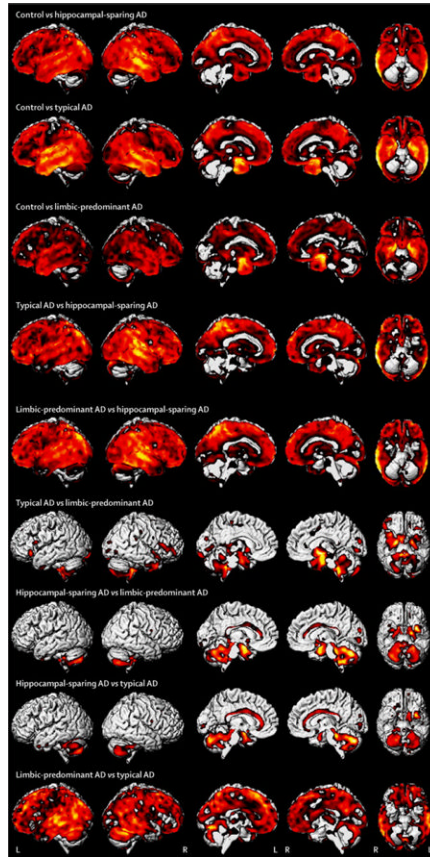 Control vs hippocampal-sparing AD
Control vs typical AD
Control vs limbic-predominant AD
Typical AD vs hippocampal-sparing AD
Limbic-predominant AD vs hippocampal-sparing AD
Typical AD vs limbic-predominant AD
Hippocampal-sparing AD vs limbic-predominant AD
Hippocampal-sparing AD vs typical AD
Limbic-predominant AD vs typical AD
L R L R R